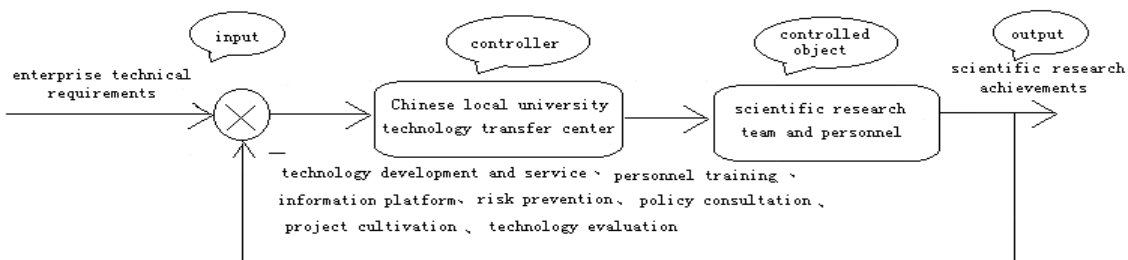 input
controller
controlled
object
output
enterprise technical
requirements
Chinese local university
technology transfer center
scientific research
team and personnel
scientific research
achievements
—
technology development and service、 personnel training、
information platform、risk prevention、policy consultation、
project cultivation、technology evaluation